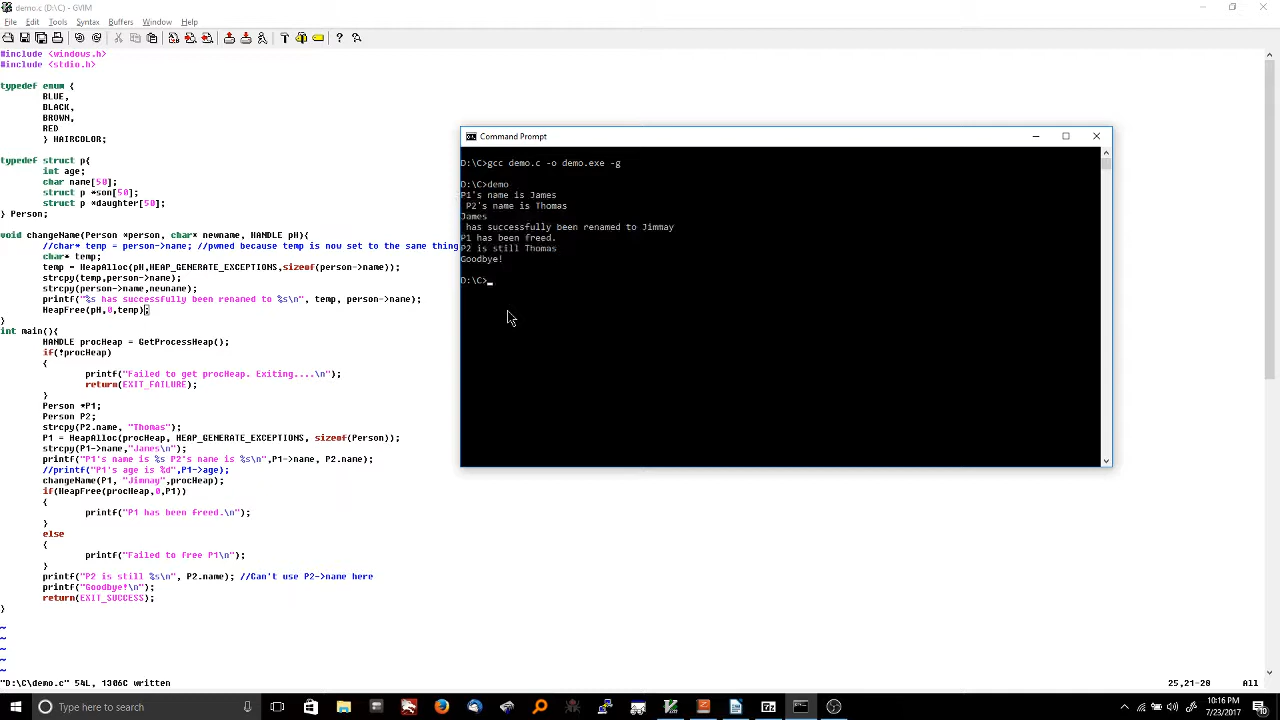 demo.c (D:\C) - GVIM
File Edit Tools Syntax Buffers Window Help
#include <windows.h>
#include <stdio.h>
typedef enum {
BLUE,
BLACK,
BROWN,
RED
} HAIRCOLOR;
typedef struct p{
int age;
char name[50];
struct p *son[50];
struct p *daughter[50];
} Person;
void changeName(Person *person, char* newname, HANDLE pH){
//char* temp = person->name; //pwned because temp is now set to the same thing
char* temp;
temp = HeapAlloc(pH,HEAP_GENERATE_EXCEPTIONS,sizeof(person->name));
strcpy(temp,person->name);
strcpy(person->name,newname);
printf("%s has successfully been renamed to %s\n", temp, person->name);
HeapFree(pH,0,temp);
}
int main(){
HANDLE procHeap = GetProcessHeap();
if(!procHeap)
{
printf("Failed to get procHeap. Exiting....\n");
return(EXIT_FAILURE);
}
Person *P1;
Person P2;
strcpy(P2.name, "Thomas");
P1 = HeapAlloc(procHeap, HEAP_GENERATE_EXCEPTIONS, sizeof(Person));
strcpy(P1->name,"James\n");
printf("P1's name is %s P2's name is %s\n",P1->name, P2.name);
//printf("P1's age is %d",P1->age);
changeName(P1, "Jimmay",procHeap);
if(HeapFree(procHeap,0,P1))
{
printf("P1 has been freed.\n");
}
else
{
printf("Failed to free P1\n");
}
printf("P2 is still %s\n", P2.name); //Can't use P2->name here
printf("Goodbye!\n");
return(EXIT_SUCCESS);
}
~
~
~
~
~
"D:\C\demo.c" 54L, 1306C written 25,21-28 All
Command Prompt
D:\C>gcc demo.c -o demo.exe -g
D:\C>demo
P1's name is James
P2's name is Thomas
James
has successfully been renamed to Jimmay
P1 has been freed.
P2 is still Thomas
Goodbye!
D:\C>
Type here to search
10:16 PM
7/23/2017